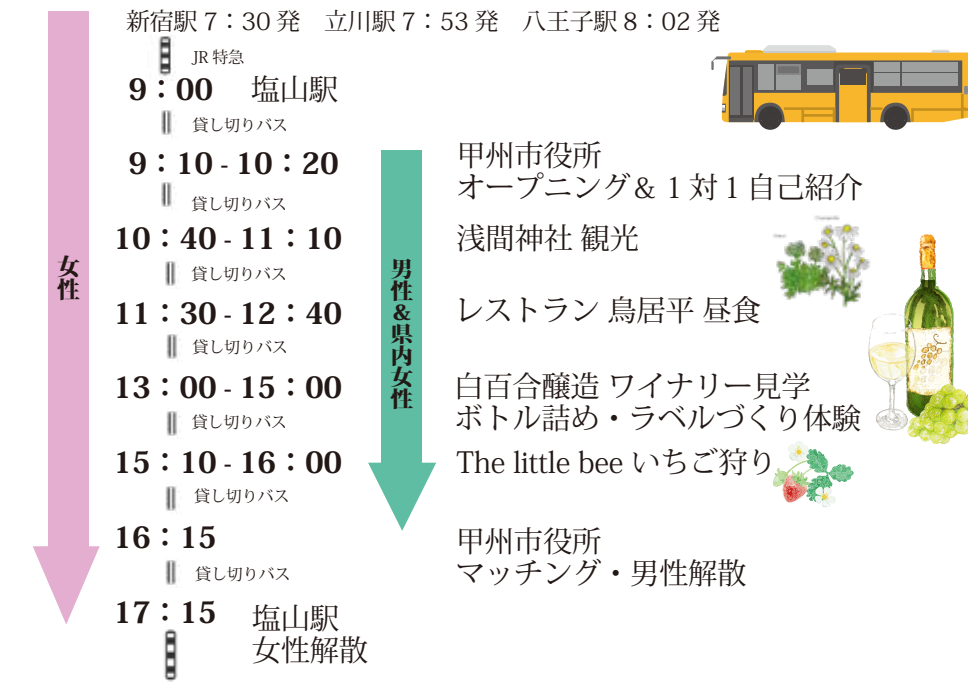 新宿駅 7：30 発　立川駅 7：53 発　八王子駅 8：02 発
JR 特急
9：00　塩山駅
貸し切りバス
9：10 - 10：20　甲州市役所
オープニング＆ 1 対 1 自己紹介
貸し切りバス
10：40 - 11：10　浅間神社 観光
貸し切りバス
女性
男性&県内女性
11：30 - 12：40　レストラン 鳥居平 昼食
貸し切りバス
13：00 - 15：00　白百合醸造 ワイナリー見学
ボトル詰め・ラベルづくり体験
貸し切りバス
15：10 - 16：00　The little bee いちご狩り
貸し切りバス
16：15　甲州市役所
マッチング・男性解散
貸し切りバス
17：15　塩山駅
女性解散